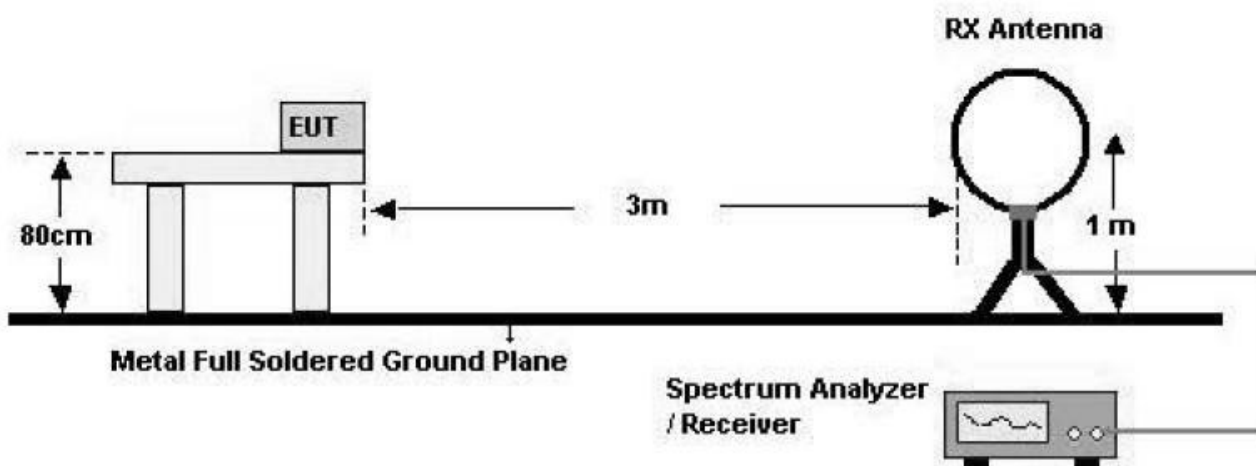 RX Antenna
EUT
3m
80cm
1 m
Metal Full Soldered Ground Plane
Spectrum Analyzer
/ Receiver